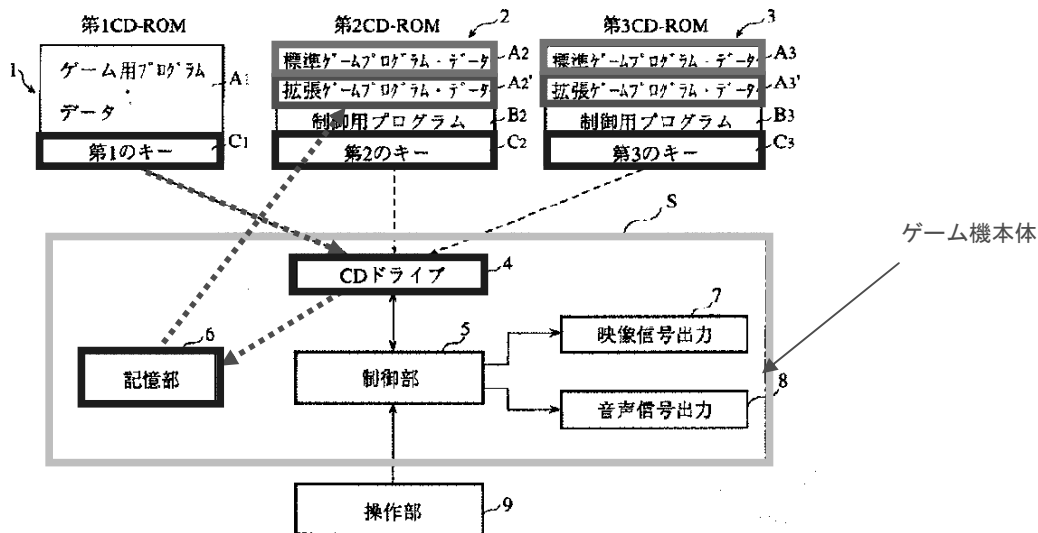 第1CD-ROM
第2CD-ROM
第3CD-ROM
1
2
3
ゲーム用プログラム
・
データ
A1
標準ゲームプログラム・データ
A2
拡張ゲームプログラム・データ
A2'
制御用プログラム
B2
標準ゲームプログラム・データ
A3
拡張ゲームプログラム・データ
A3'
制御用プログラム
B3
第1のキー
C1
第2のキー
C2
第3のキー
C3
S
ゲーム機本体
CDドライブ
4
記憶部
6
制御部
5
映像信号出力
7
音声信号出力
8
操作部
9